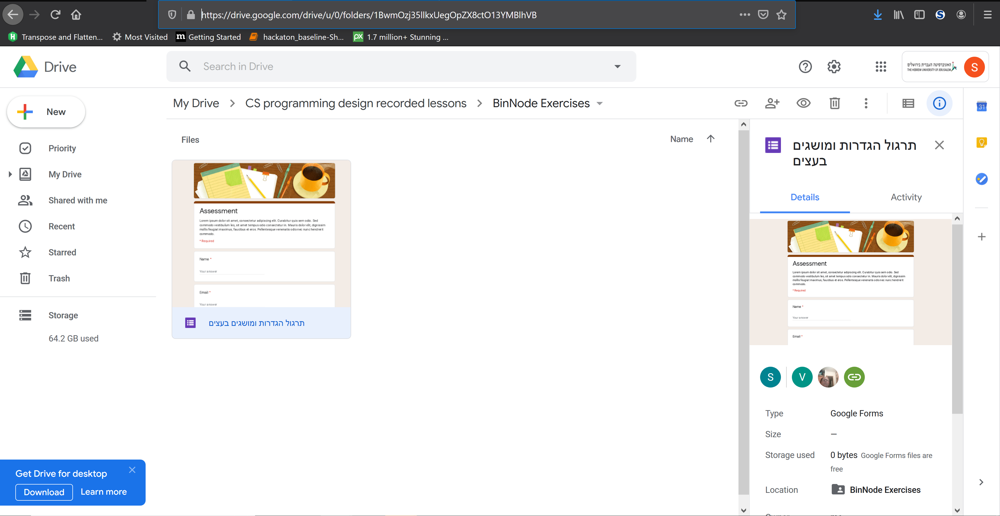 https://drive.google.com/drive/u/0/folders/1BwmOzj35llkxUegOpZX8ctO13YMBlhVB
Transpose and Flatten...
Most Visited
m Getting Started
hackaton_baseline-Sh...
px 1.7 million+ Stunning ...
Drive
Search in Drive
האוניברסיטה העברית בירושלים
THE HEBREW UNIVERSITY OF JERUSALEM
S
New
My Drive
CS programming design recorded lessons
BinNode Exercises
31
Priority
My Drive
Shared with me
Recent
Starred
Trash
Storage
64.2 GB used
Get Drive for desktop
Download
Learn more
Files
Name
Assessment
Lorem ipsum dolor sit amet, consectetur adipiscing elit. Curabitur quis sem odio. Sed
commodo vestibulum leo, sit amet tempus odio consectetur in. Mauris dolor elit, dignissim
mollis feugiat maximus, faucibus et eros. Pellentesque venenatis odio nec nunc hendrerit
commodo.
* Required
Name *
Your answer
Email *
Your answer
תרגול הגדרות ומושגים בעצים
תרגול הגדרות ומושגים
בעצים
Details
Activity
Assessment
Lorem ipsum dolor sit amet, consectetur adipiscing elit. Curabitur quis sem odio. Sed
commodo vestibulum leo, sit amet tempus odio consectetur in. Mauris dolor elit, dignissim
mollis feugiat maximus, faucibus et eros. Pellentesque venenatis odio nec nunc hendrerit
commodo.
* Required
Name *
Your answer
Email *
S
V
Type
Google Forms
Size
—
Storage used
0 bytes Google Forms files are
free
Location
BinNode Exercises